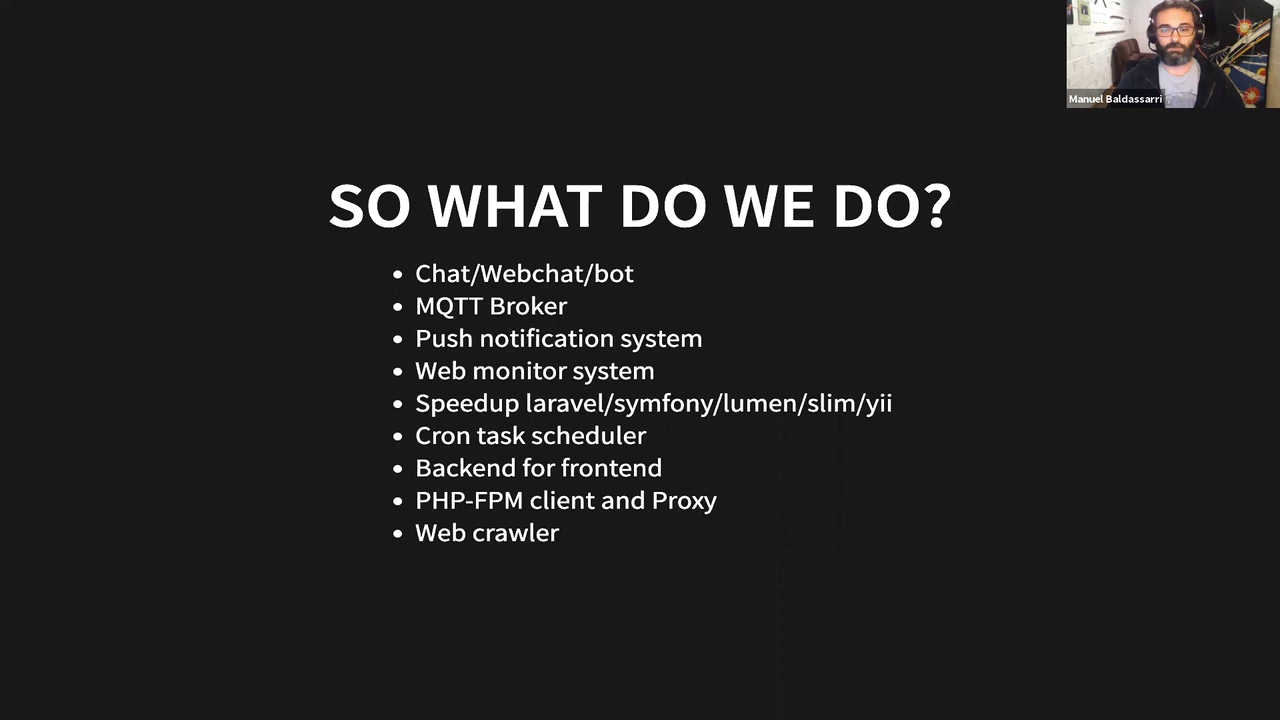 Manuel Baldassarri
SO WHAT DO WE DO?
• Chat/Webchat/bot
• MQTT Broker
• Push notification system
• Web monitor system
• Speedup laravel/symfony/lumen/slim/yii
• Cron task scheduler
• Backend for frontend
• PHP-FPM client and Proxy
• Web crawler